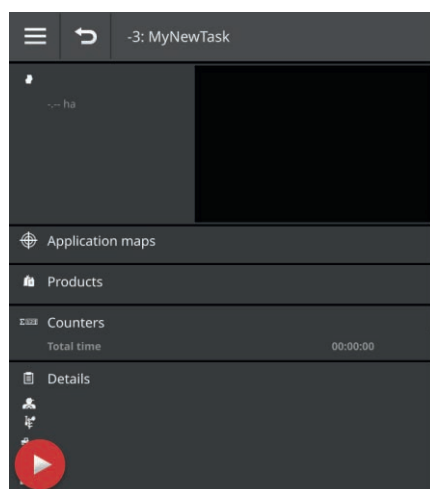 -3: MyNewTask
-.-- ha
Application maps
Products
Counters
Total time 00:00:00
Details